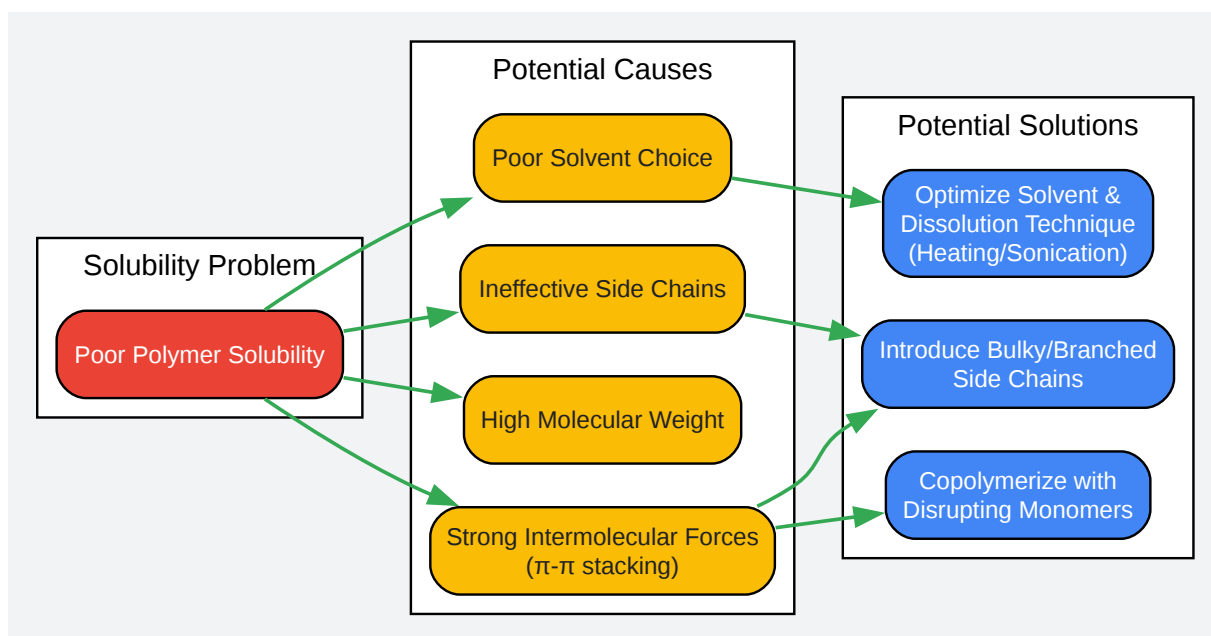 Solubility Problem
Poor Polymer Solubility
Potential Causes
Poor Solvent Choice
Ineffective Side Chains
High Molecular Weight
Strong Intermolecular Forces
(π-π stacking)
Potential Solutions
Optimize Solvent &
Dissolution Technique
(Heating/Sonication)
Introduce Bulky/Branched
Side Chains
Copolymerize with
Disrupting Monomers